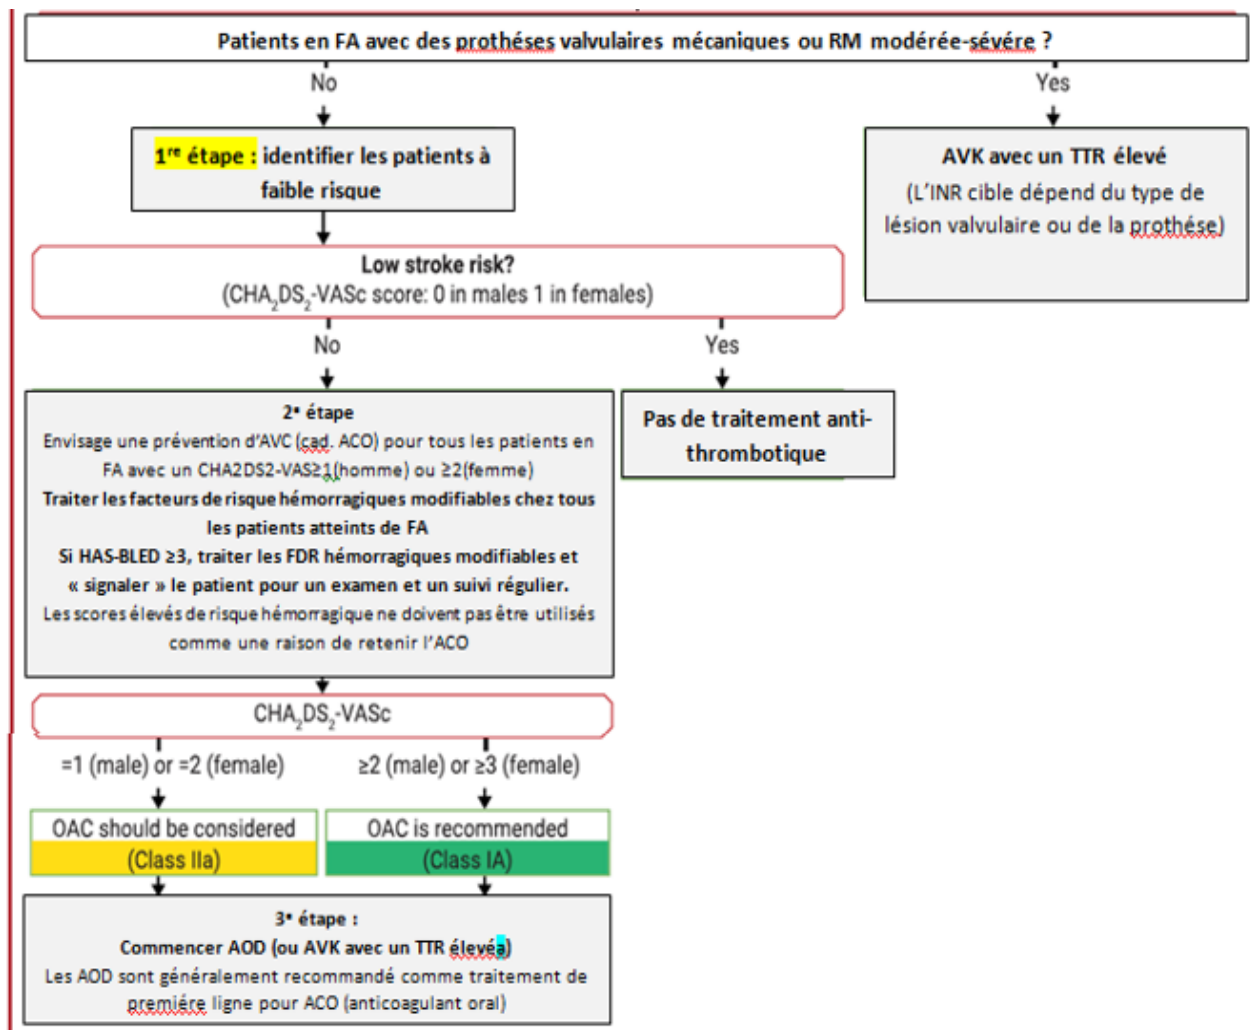 Patients en FA avec des prothéses valvulaires mécaniques ou RM modérée-sévére ?
No
Yes
1re étape : identifier les patients à
faible risque
AVK avec un TTR élevé
(L'INR cible dépend du type de
lésion valvulaire ou de la prothése)
Low stroke risk?
(CHA2DS2-VASc score: 0 in males 1 in females)
No
Yes
2e étape
Envisage une prévention d'AVC (cad. ACO) pour tous les patients en
FA avec un CHA2DS2-VAS≥1(homme) ou ≥2(femme)
Traiter les facteurs de risque hémorragiques modifiables chez tous
les patients atteints de FA
Si HAS-BLED ≥3, traiter les FDR hémorragiques modifiables et
« signaler » le patient pour un examen et un suivi régulier.
Les scores élevés de risque hémorragique ne doivent pas être utilisés
comme une raison de retenir l'ACO
Pas de traitement anti-
thrombotique
CHA2DS2-VASc
=1 (male) or =2 (female)
≥2 (male) or ≥3 (female)
OAC should be considered
(Class IIa)
OAC is recommended
(Class IA)
3e étape :
Commencer AOD (ou AVK avec un TTR élevéa)
Les AOD sont généralement recommandé comme traitement de
premiére ligne pour ACO (anticoagulant oral)